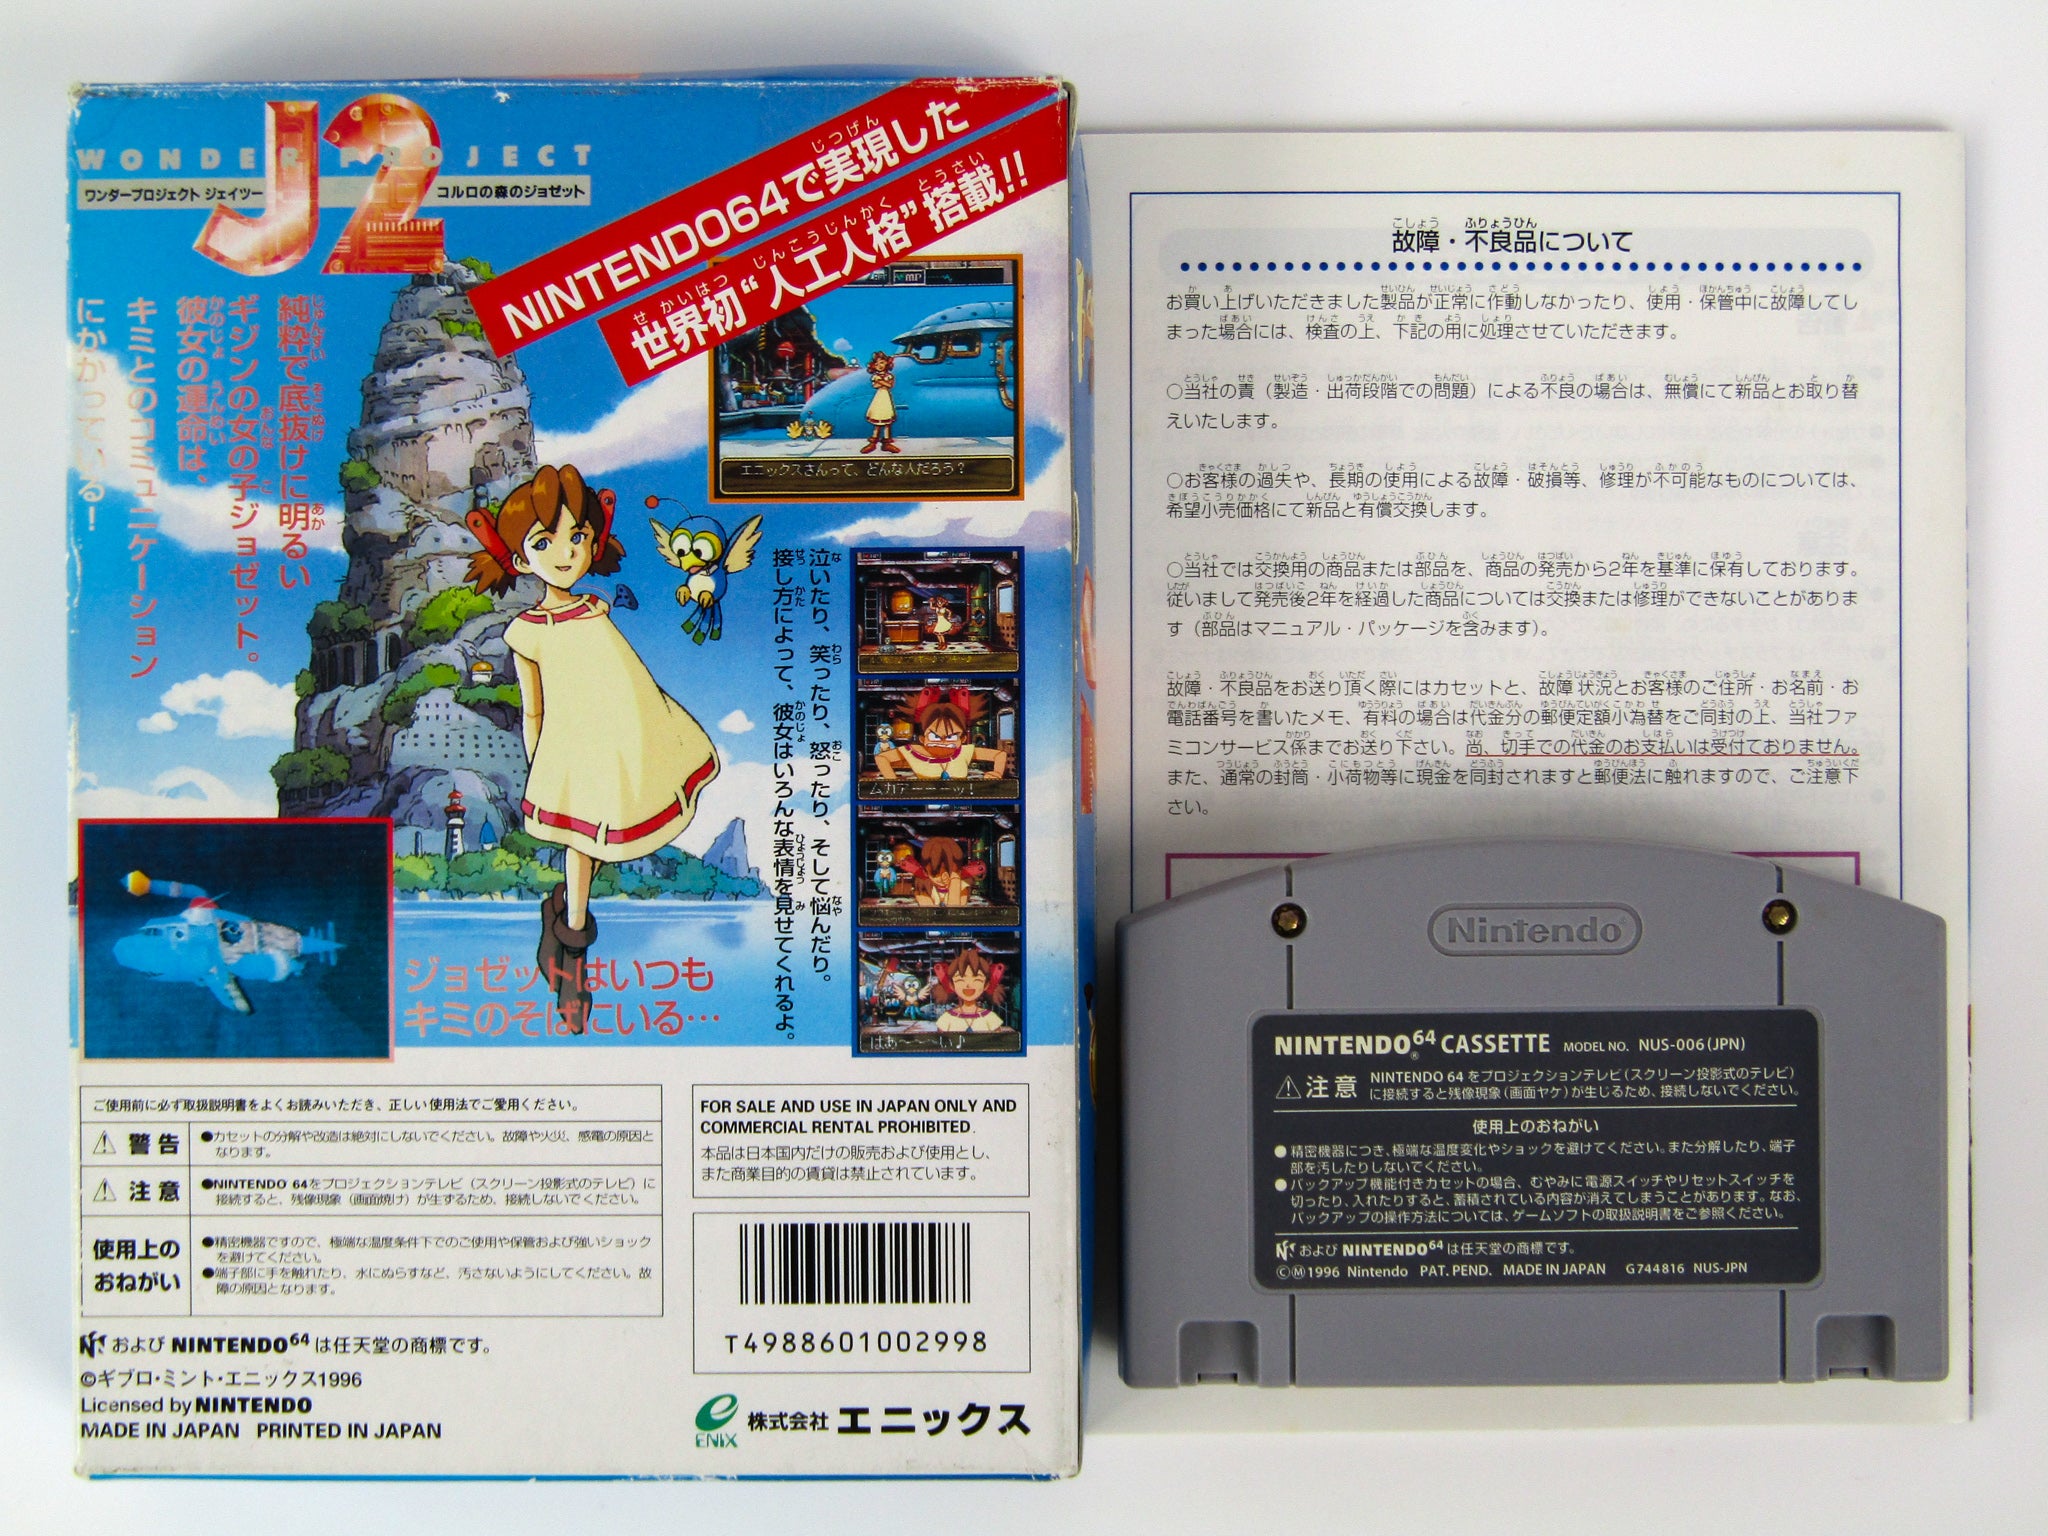 WONDER PROJECT
J2
ワンダープロジェクト ジェイツー
コルロの森のジョゼット
NINTENDO64で実現した
世界初“人工人格”搭載!!
純粋で底抜けに明るい
ギジンの女の子ジョゼット。
彼女の運命は、
キミとのコミュニケーション
にかかっている!
エニックスさんって、どんな人だろう?
泣いたり、笑ったり、怒ったり、そして悩んだり。
接し方によって、彼女はいろんな表情を見せてくれるよ。
ムカアーーーッ!
はあ〜〜〜い♪
ジョゼットはいつも
キミのそばにいる…
ご使用前に必ず取扱説明書をよくお読みいただき、正しい使用法でご愛用ください。
警告
●カセットの分解や改造は絶対にしないでください。故障や火災、感電の原因と
なります。
注意
●NINTENDO 64をプロジェクションテレビ(スクリーン投影式のテレビ)に
接続すると、残像現象(画面焼け)が生ずるため、接続しないでください。
使用上の
おねがい
●精密機器ですので、極端な温度条件下でのご使用や保管および強いショック
を避けてください。
●端子部に手を触れたり、水にぬらすなど、汚さないようにしてください。故
障の原因となります。
FOR SALE AND USE IN JAPAN ONLY AND
COMMERCIAL RENTAL PROHIBITED.
本品は日本国内だけの販売および使用とし、
また商業目的の賃貸は禁止されています。
T4988601002998
および NINTENDO64 は任天堂の商標です。
©ギブロ・ミント・エニックス1996
Licensed by NINTENDO
MADE IN JAPAN PRINTED IN JAPAN
ENIX
株式会社 エニックス
故障・不良品について
お買い上げいただきました製品が正常に作動しなかったり、使用・保管中に故障してし
まった場合には、検査の上、下記の用に処理させていただきます。
○当社の責(製造・出荷段階での問題)による不良の場合は、無償にて新品とお取り替
えいたします。
○お客様の過失や、長期の使用による故障・破損等、修理が不可能なものについては、
希望小売価格にて新品と有償交換します。
○当社では交換用の商品または部品を、商品の発売から2年を基準に保有しております。
従いまして発売後2年を経過した商品については交換または修理ができないことがありま
す(部品はマニュアル・パッケージを含みます)。
故障・不良品をお送り頂く際にはカセットと、故障状況とお客様のご住所・お名前・お
電話番号を書いたメモ、有料の場合は代金分の郵便定額小為替をご同封の上、当社ファ
ミコンサービス係までお送り下さい。尚、切手での代金のお支払いは受付ておりません。
また、通常の封筒・小荷物等に現金を同封されますと郵便法に触れますので、ご注意下
さい。
Nintendo
NINTENDO64 CASSETTE MODEL NO. NUS-006(JPN)
注意 NINTENDO 64をプロジェクションテレビ(スクリーン投影式のテレビ)
に接続すると残像現象(画面ヤケ)が生じるため、接続しないでください。
使用上のおねがい
●精密機器につき、極端な温度変化やショックを避けてください。また分解したり、端子
部を汚したりしないでください。
●バックアップ機能付きカセットの場合、むやみに電源スイッチやリセットスイッチを
切ったり、入れたりすると、蓄積されている内容が消えてしまうことがあります。なお、
バックアップの操作方法については、ゲームソフトの取扱説明書をご参照ください。
および NINTENDO64 は任天堂の商標です。
©Ⓜ1996 Nintendo PAT. PEND. MADE IN JAPAN G744816 NUS-JPN